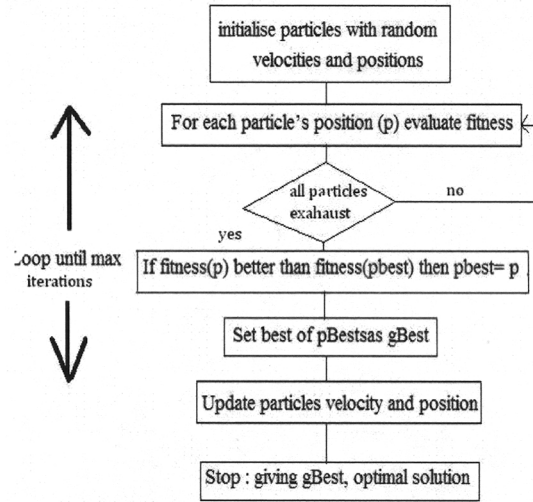 initialise particles with random
velocities and positions
For each particle's position (p) evaluate fitness
all particles
exahaust
no
yes
Loop until max
iterations
If fitness(p) better than fitness(pbest) then pbest= p
Set best of pBestsas gBest
Update particles velocity and position
Stop : giving gBest, optimal solution